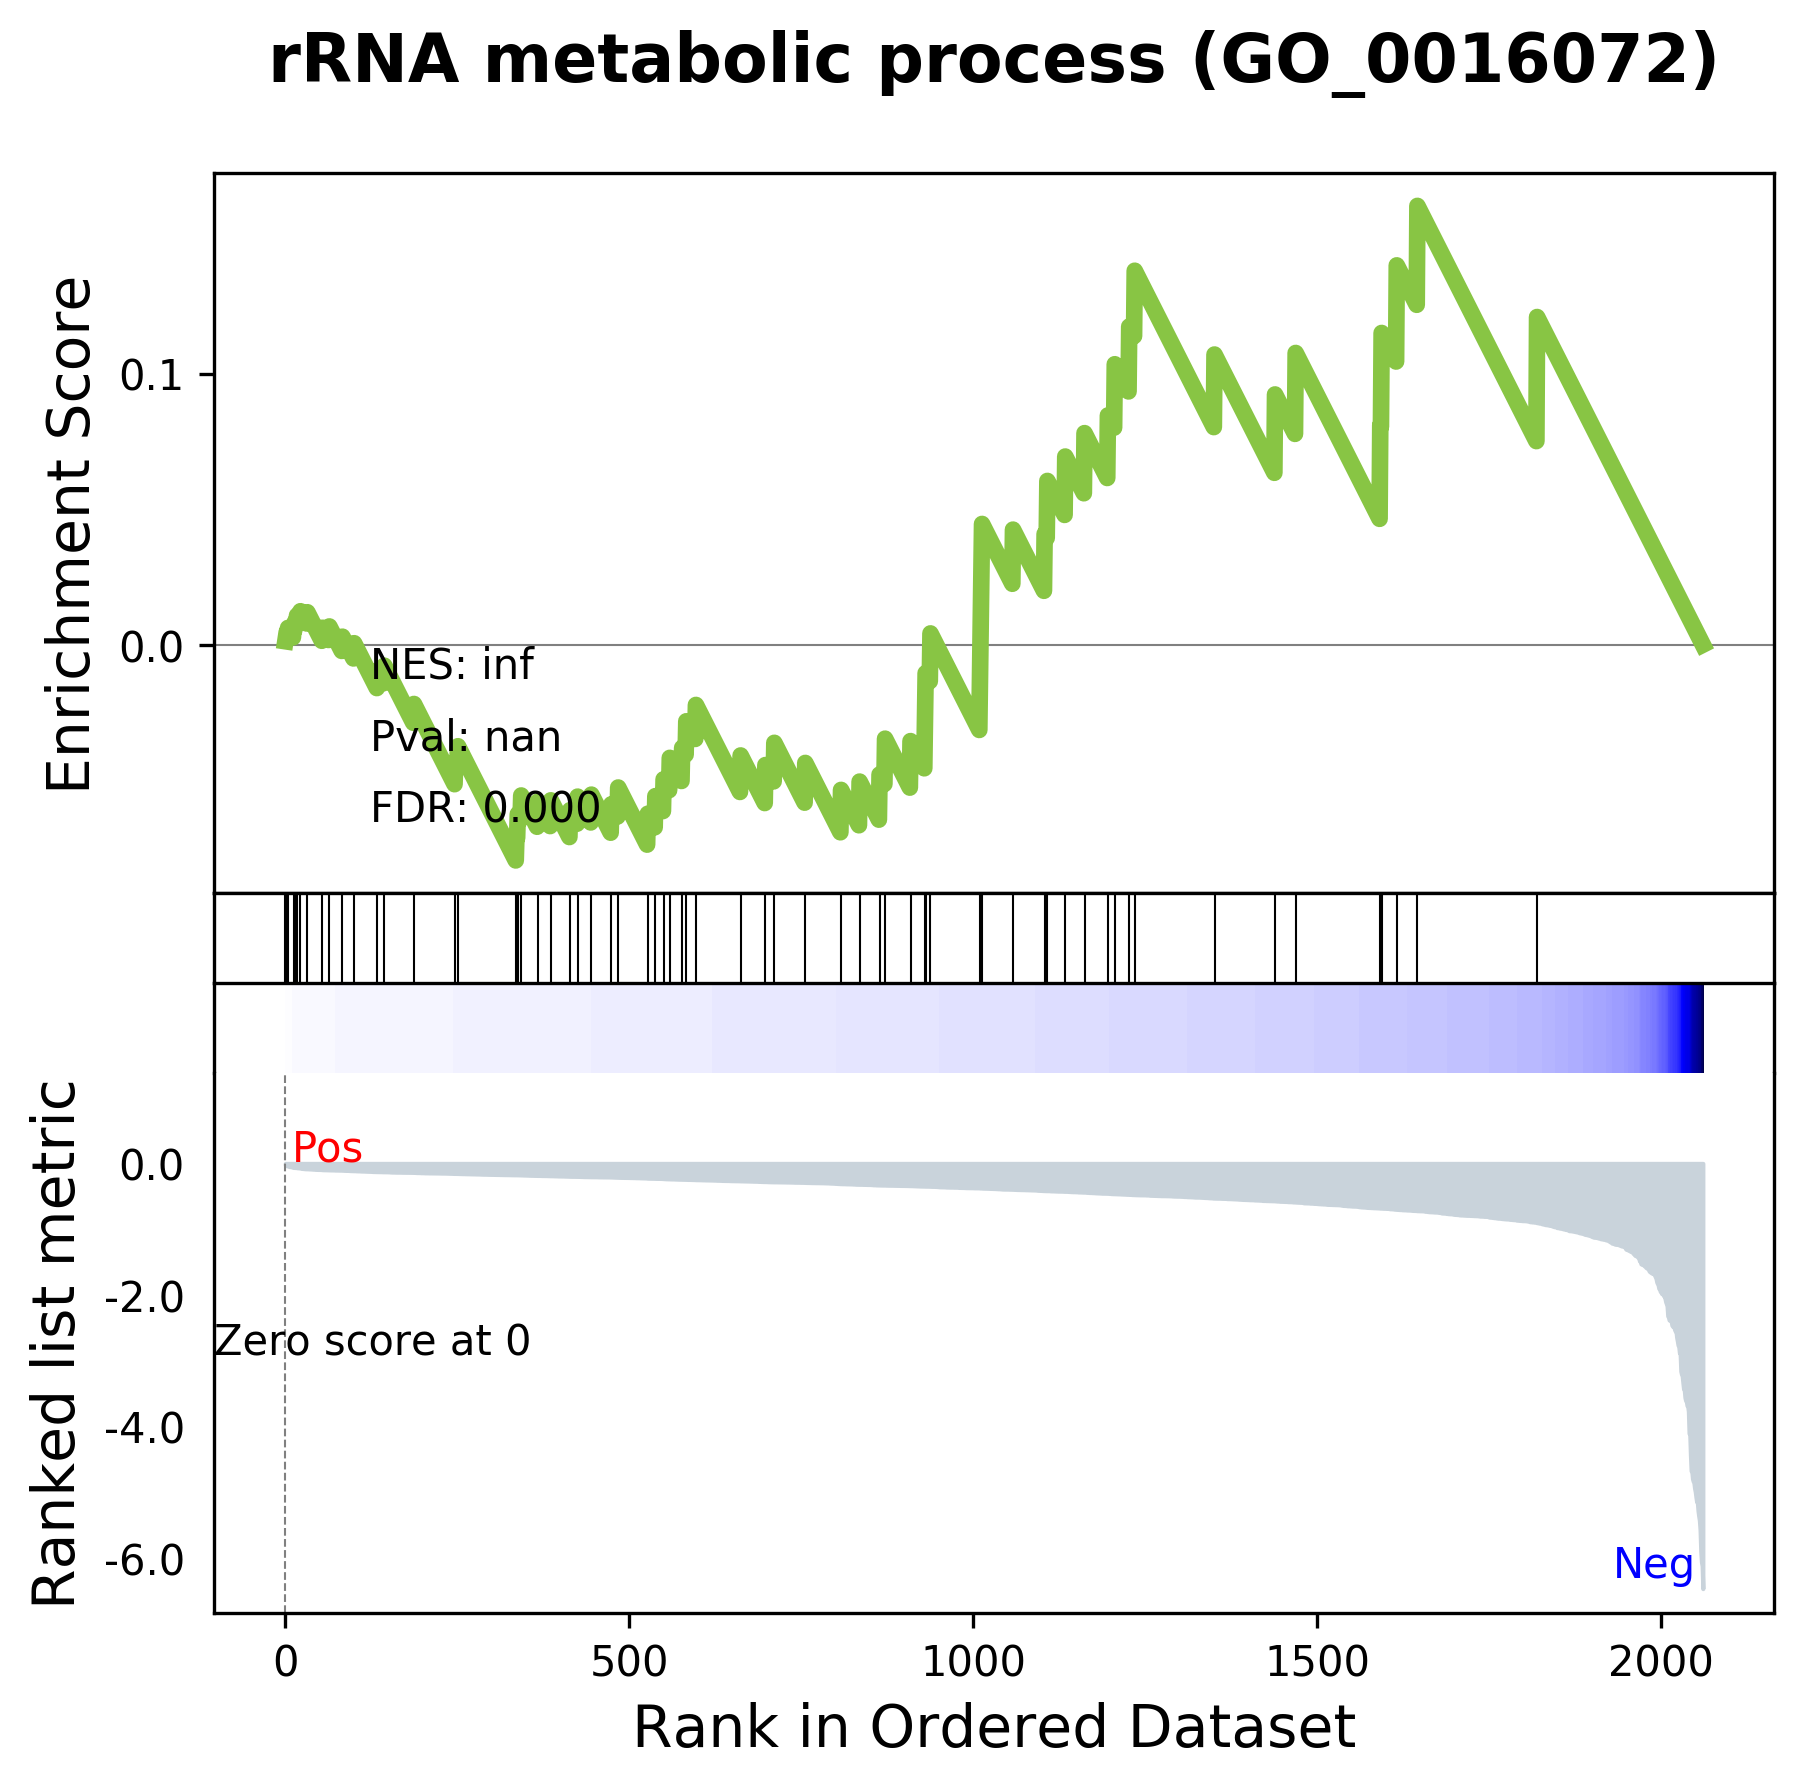 rRNA metabolic process (GO_0016072)
Enrichment Score
0.1
0.0
NES: inf
Pval: nan
FDR: 0.000
Ranked list metric
Pos
0.0
-2.0
Zero score at 0
-4.0
-6.0
Neg
0 500 1000 1500 2000
Rank in Ordered Dataset